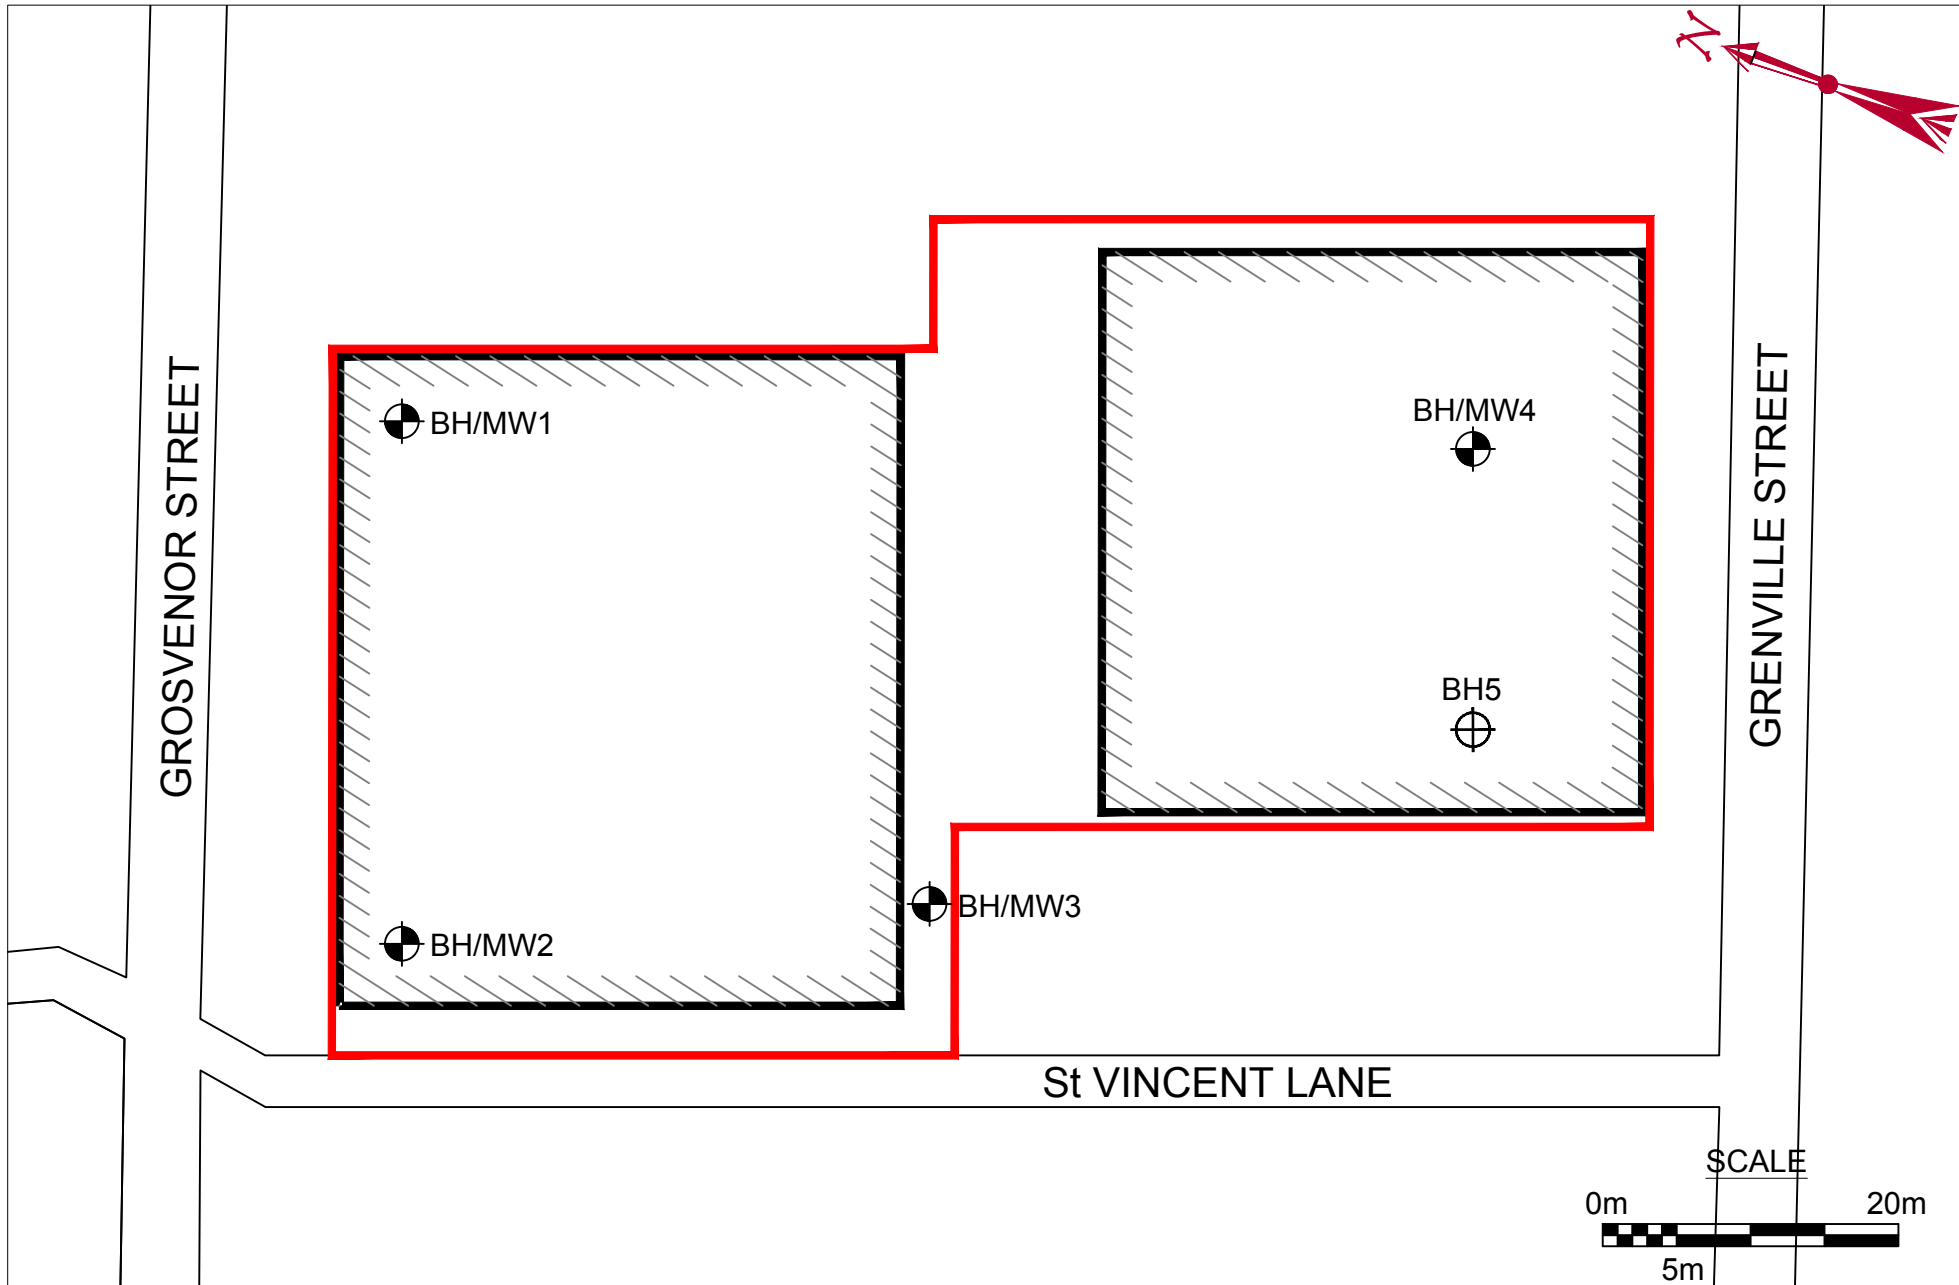 N
BH/MW1
BH/MW4
GROSVENOR STREET
GRENVILLE STREET
BH5
BH/MW3
BH/MW2
St VINCENT LANE
SCALE
0m 20m
5m